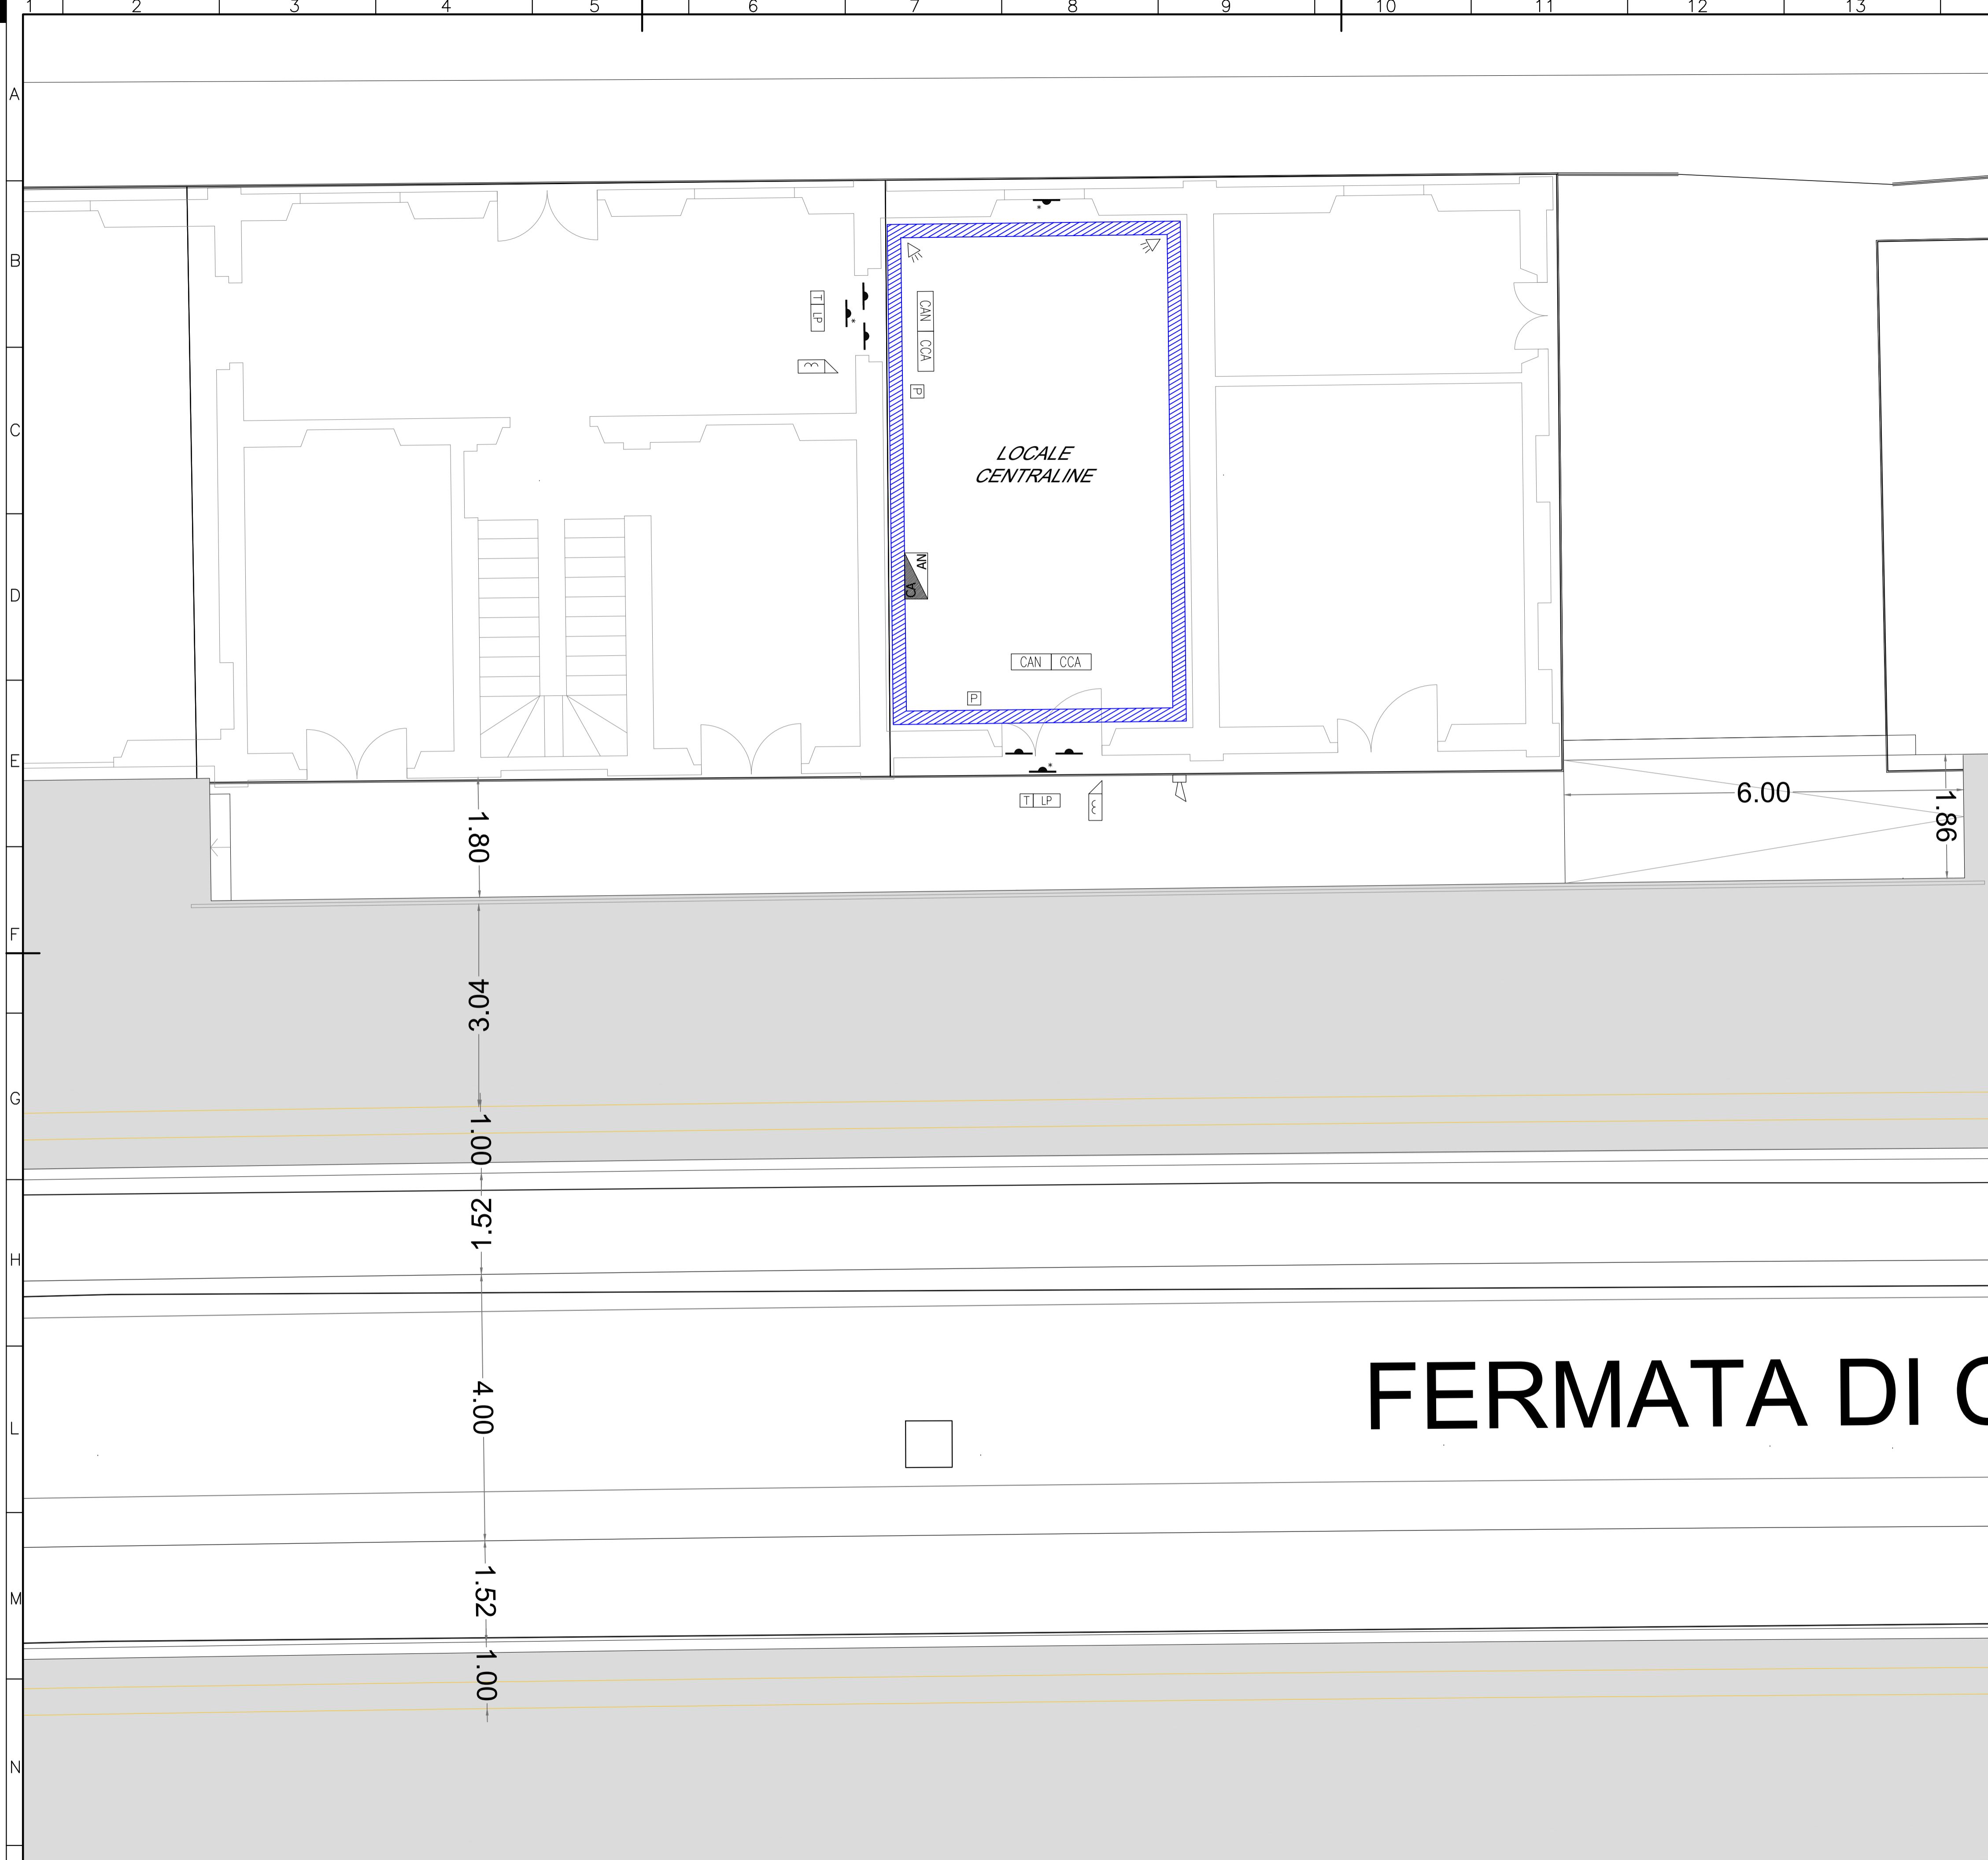 1 2 3 4 5 6 7 8 9 10 11 12 13
A
B
C
D
E
F
G
H
L
M
N
*
T LP
*
CAN CCA
P
LOCALE
CENTRALINE
CA AN
CAN CCA
P
*
T LP
6.00
1.86
1.80
3.04
1.00
1.52
4.00
FERMATA DI
1.52
1.00